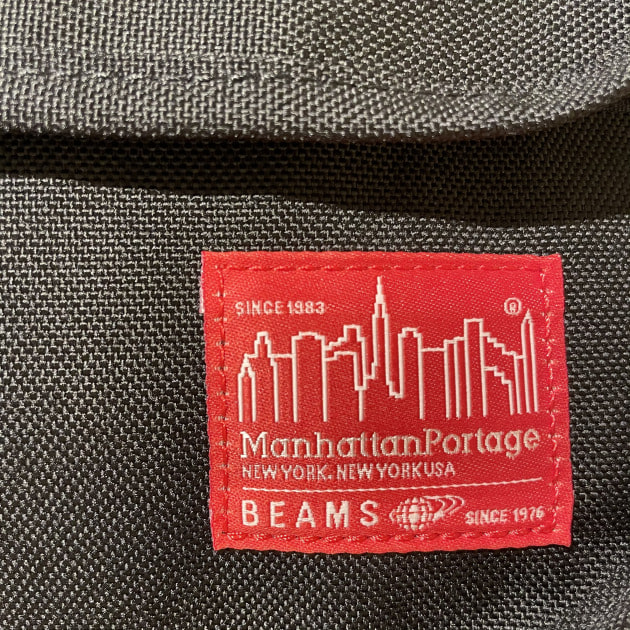 SINCE 1983 ®
ManhattanPortage
NEW YORK. NEW YORK USA
BEAMS SINCE 1976